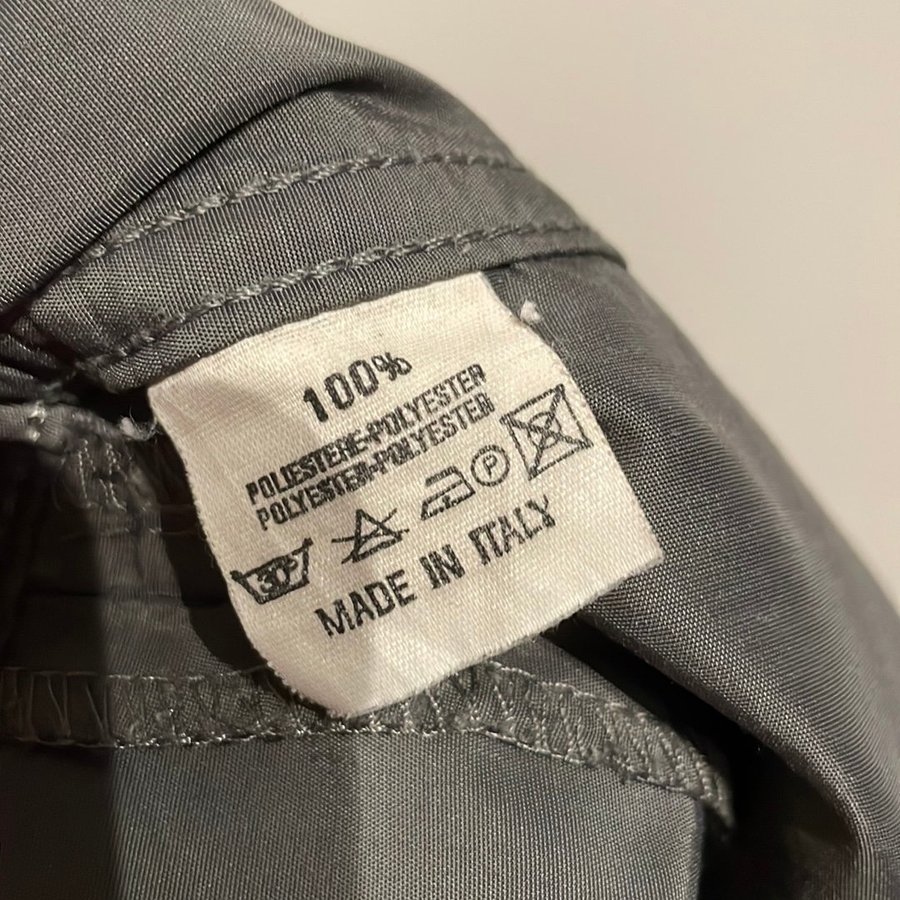 100%
POLIESTERE-POLYESTER
POLYESTER-POLYESTER
30° P
MADE IN ITALY